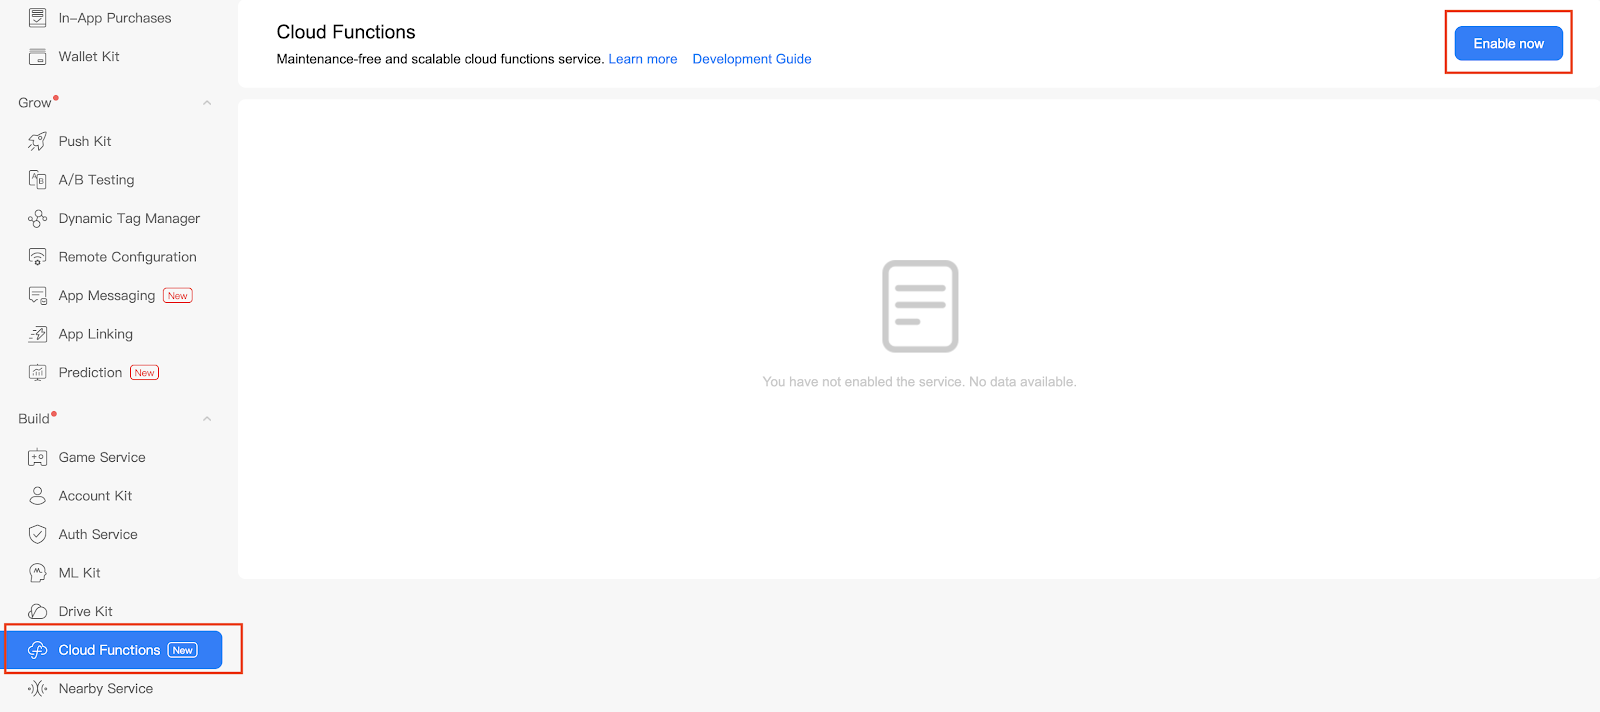 In-App Purchases
Wallet Kit
Grow
Push Kit
A/B Testing
Dynamic Tag Manager
Remote Configuration
App Messaging New
App Linking
Prediction New
Build
Game Service
Account Kit
Auth Service
ML Kit
Drive Kit
Cloud Functions New
Nearby Service
Cloud Functions
Maintenance-free and scalable cloud functions service. Learn more Development Guide
Enable now
You have not enabled the service. No data available.